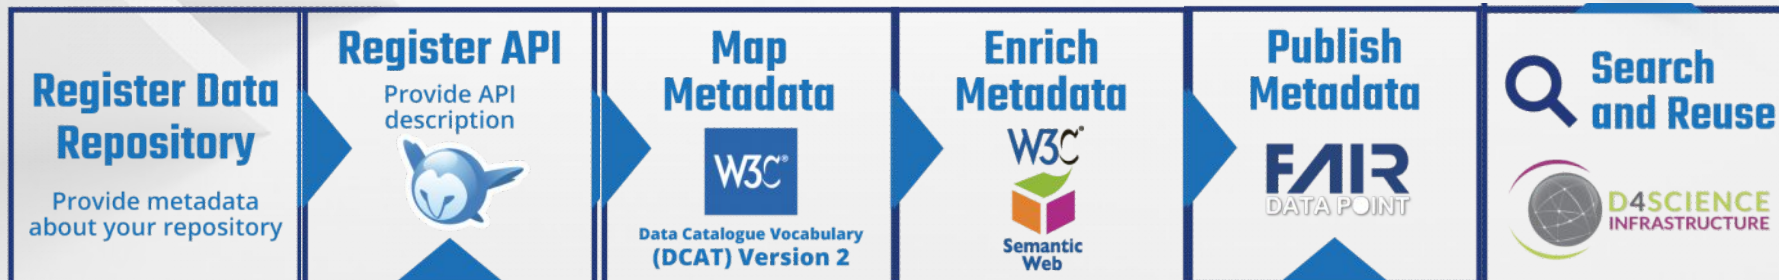 Register Data
Repository
Provide metadata
about your repository
Register API
Provide API
description
Map
Metadata
W3C®
Data Catalogue Vocabulary
(DCAT) Version 2
Enrich
Metadata
W3C®
Semantic
Web
Publish
Metadata
FAIR
DATA POINT
Search
and Reuse
D4SCIENCE
INFRASTRUCTURE